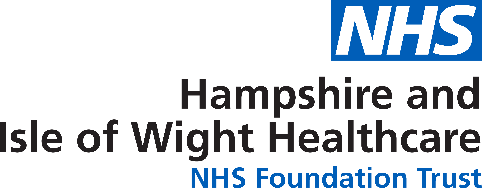 NHS
Hampshire and
Isle of Wight Healthcare
NHS Foundation Trust